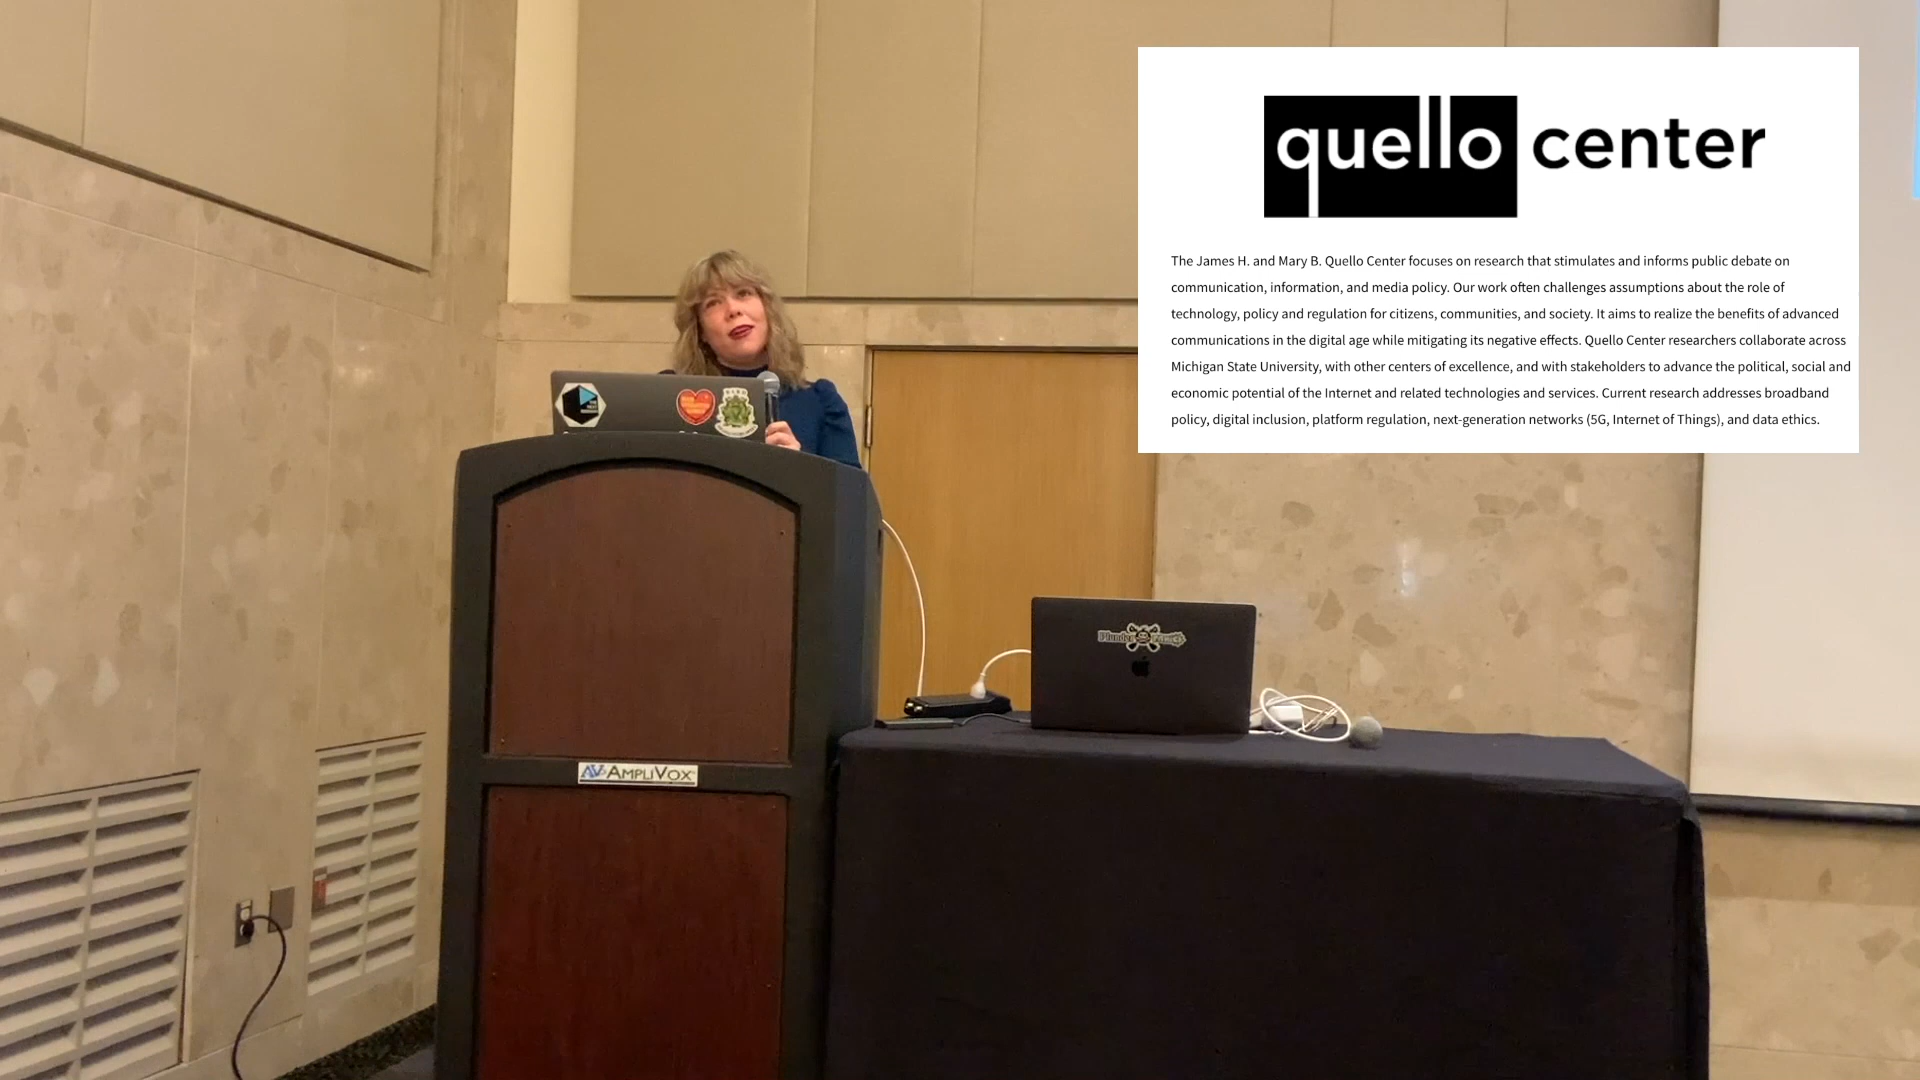 quello center
The James H. and Mary B. Quello Center focuses on research that stimulates and informs public debate on
communication, information, and media policy. Our work often challenges assumptions about the role of
technology, policy and regulation for citizens, communities, and society. It aims to realize the benefits of advanced
communications in the digital age while mitigating its negative effects. Quello Center researchers collaborate across
Michigan State University, with other centers of excellence, and with stakeholders to advance the political, social and
economic potential of the Internet and related technologies and services. Current research addresses broadband
policy, digital inclusion, platform regulation, next-generation networks (5G, Internet of Things), and data ethics.
AMPLIVOX